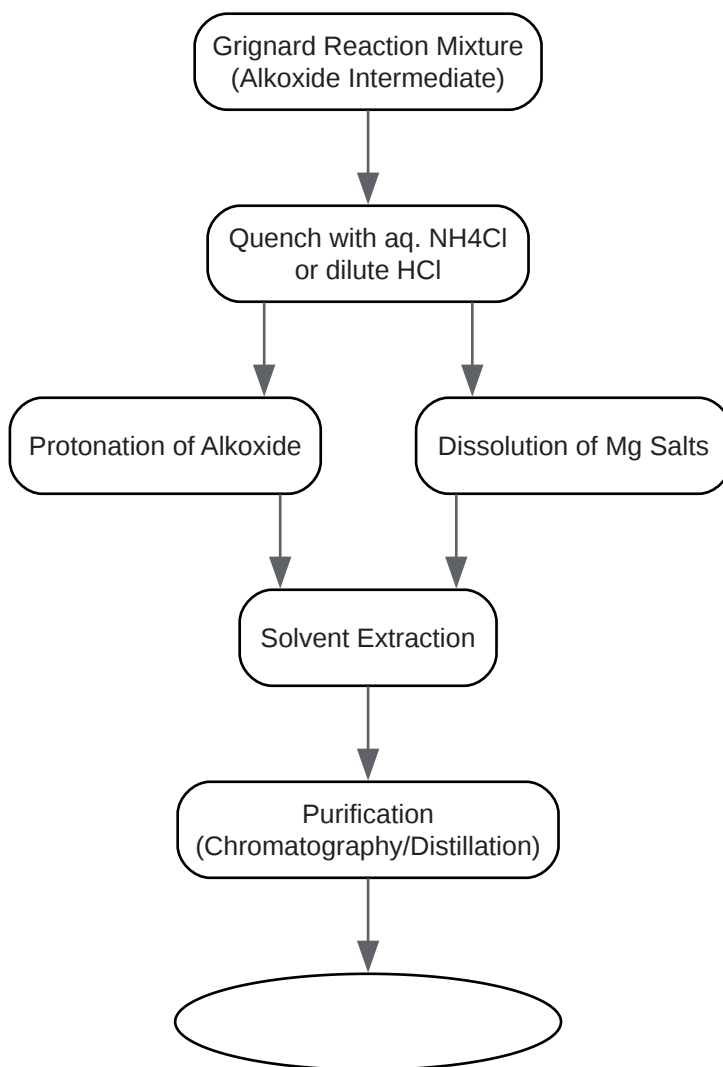 Grignard Reaction Mixture
(Alkoxide Intermediate)
Quench with aq. NH4Cl
or dilute HCl
Protonation of Alkoxide
Dissolution of Mg Salts
Solvent Extraction
Purification
(Chromatography/Distillation)